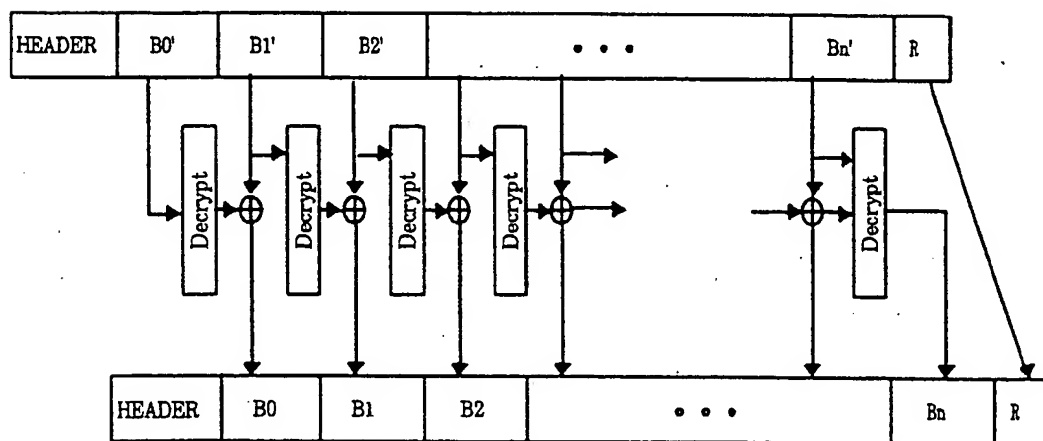 HEADER B0' B1' B2' • • • Bn' R
Decrypt Decrypt Decrypt Decrypt Decrypt
HEADER B0 B1 B2 • • • Bn R